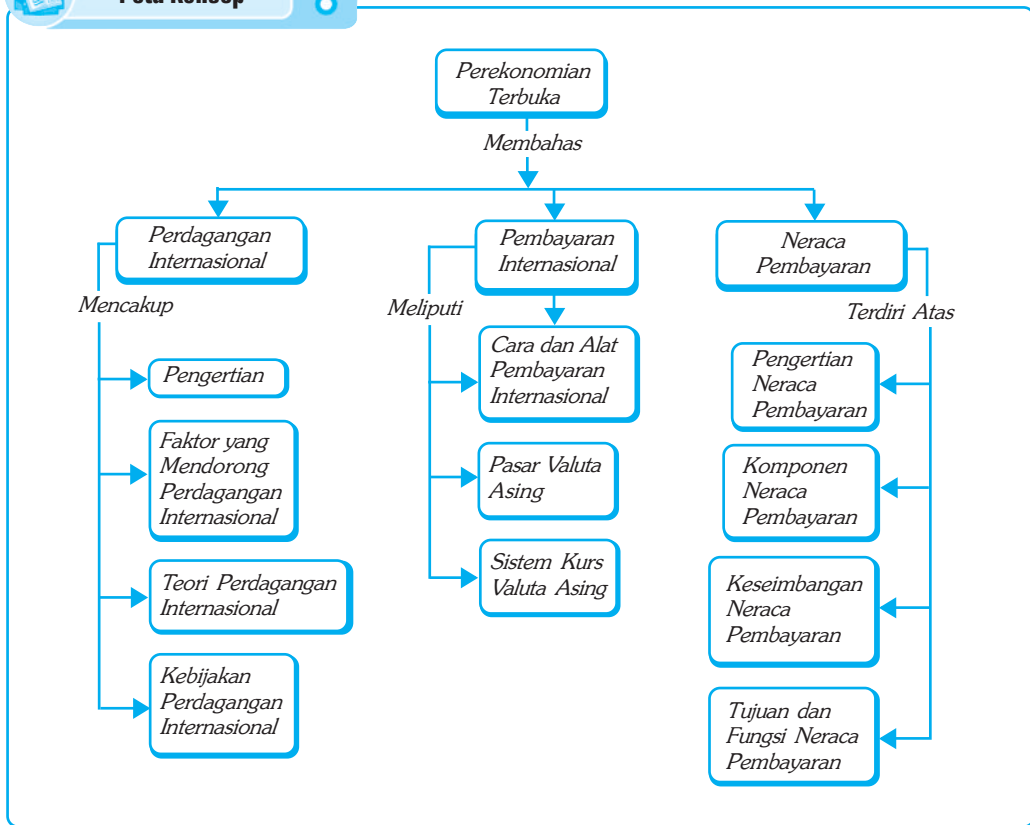 Peta Konsep
Perekonomian
Terbuka
Membahas
Perdagangan
Internasional
Mencakup
Pengertian
Faktor yang
Mendorong
Perdagangan
Internasional
Teori Perdagangan
Internasional
Kebijakan
Perdagangan
Internasional
Pembayaran
Internasional
Meliputi
Cara dan Alat
Pembayaran
Internasional
Pasar Valuta
Asing
Sistem Kurs
Valuta Asing
Neraca
Pembayaran
Terdiri Atas
Pengertian
Neraca
Pembayaran
Komponen
Neraca
Pembayaran
Keseimbangan
Neraca
Pembayaran
Tujuan dan
Fungsi Neraca
Pembayaran